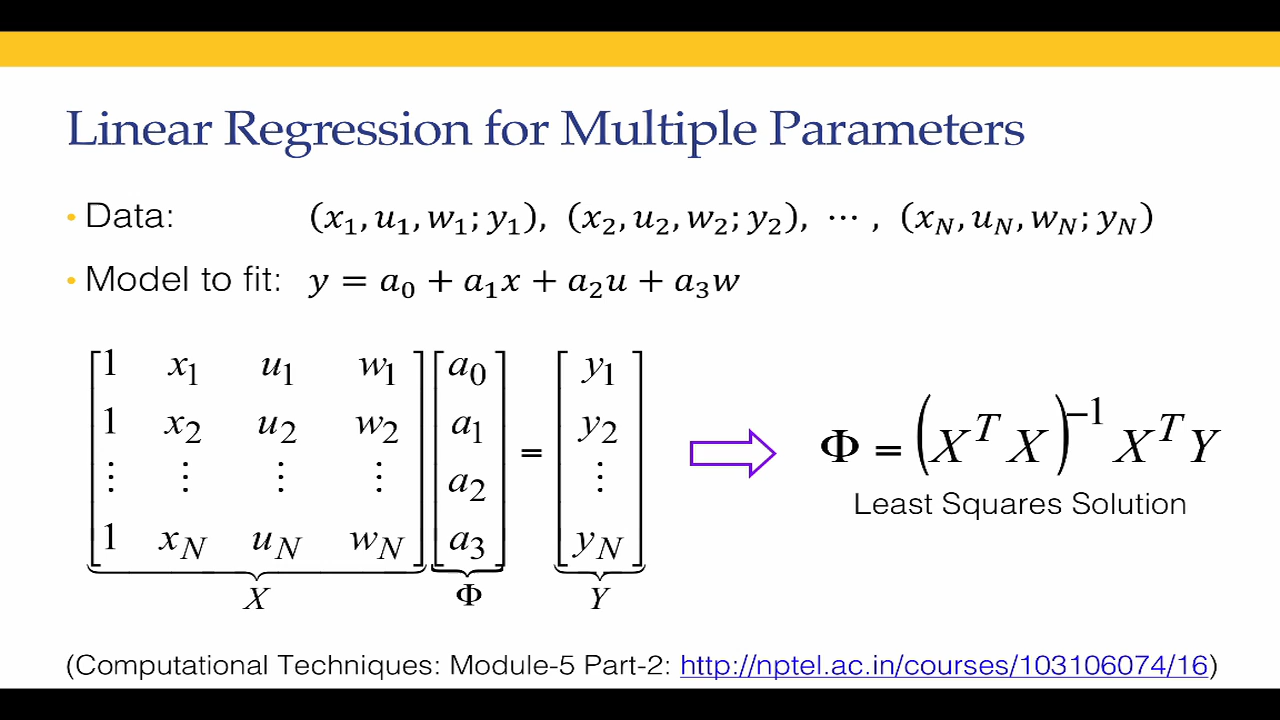 Linear Regression for Multiple Parameters
• Data: (x₁, u₁, w₁; y₁), (x₂, u₂, w₂; y₂), ⋯ , (x_N, u_N, w_N; y_N)
• Model to fit: y = a₀ + a₁x + a₂u + a₃w
[1 x₁ u₁ w₁] [a₀] [y₁]
[1 x₂ u₂ w₂] [a₁] = [y₂]
[⋮ ⋮ ⋮ ⋮] [a₂] [⋮]
[1 x_N u_N w_N] [a₃] [y_N]
X Φ Y
Φ = (XᵀX)⁻¹ XᵀY
Least Squares Solution
(Computational Techniques: Module-5 Part-2: http://nptel.ac.in/courses/103106074/16)